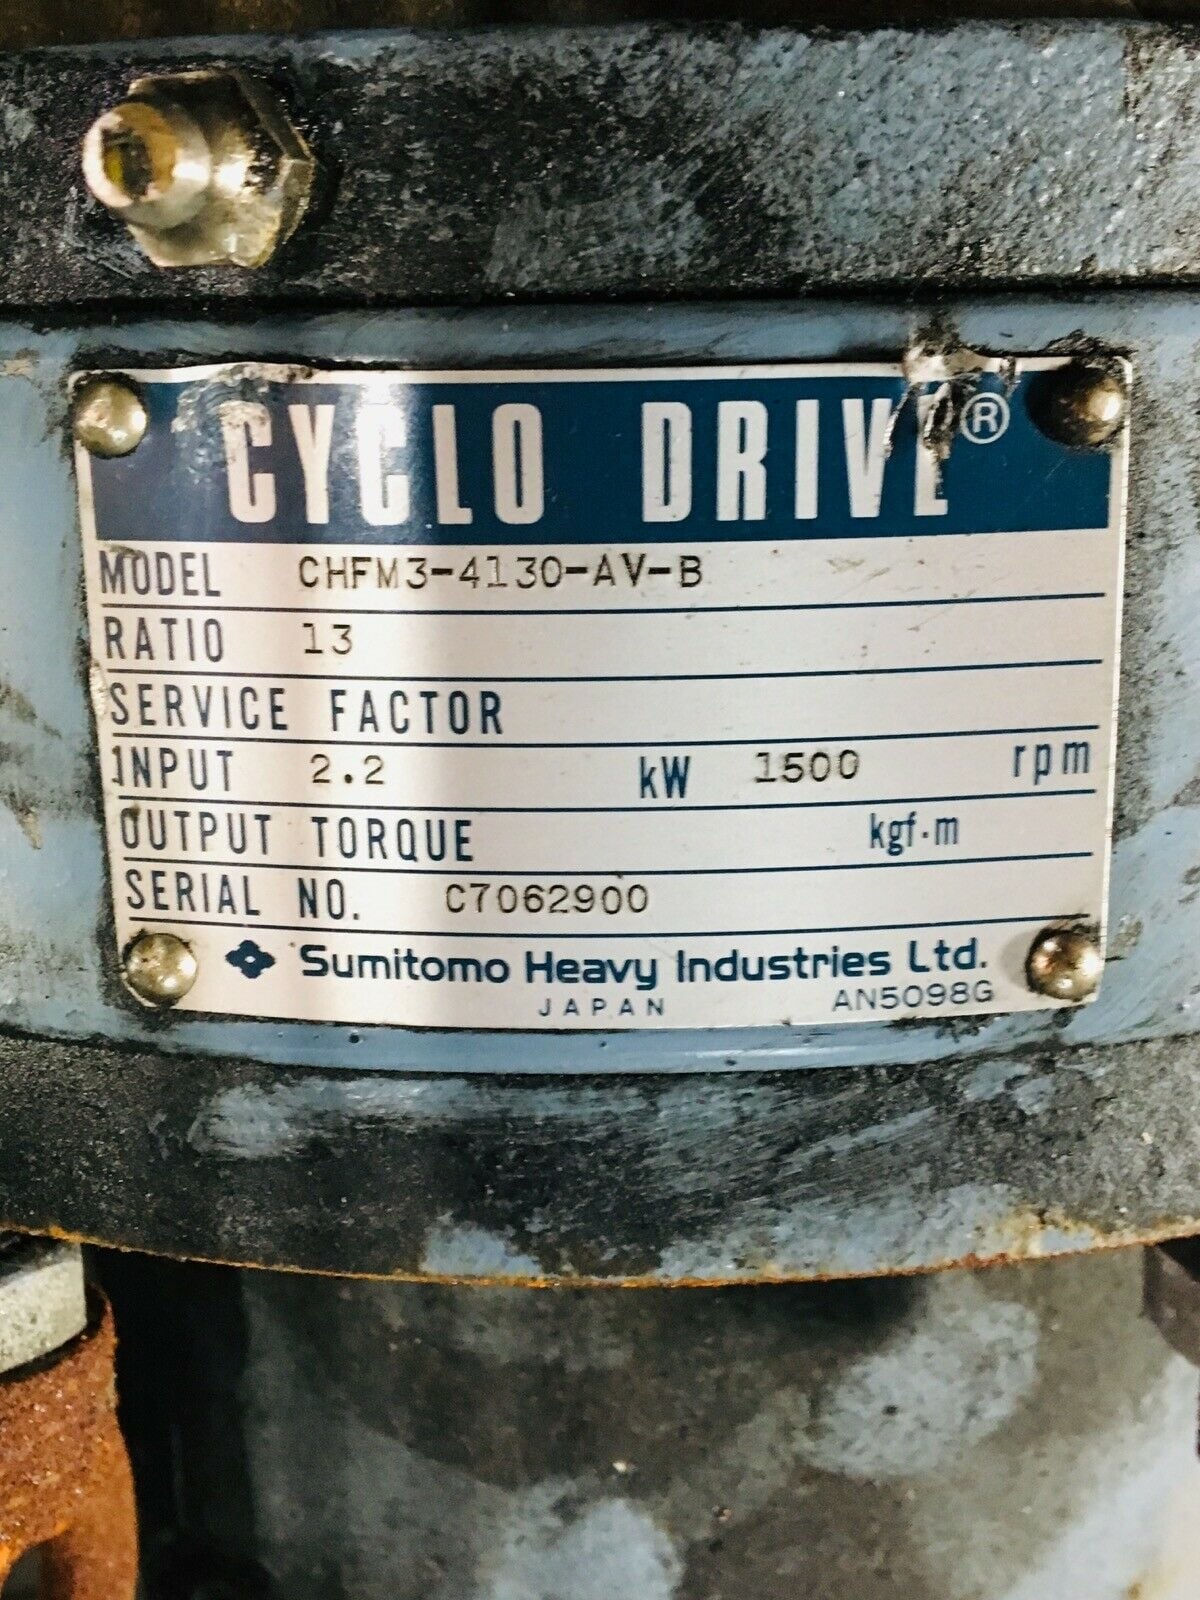 CYCLO DRIVE®
MODEL CHFM3-4130-AV-B
RATIO 13
SERVICE FACTOR
INPUT 2.2 kW 1500 rpm
OUTPUT TORQUE kgf·m
SERIAL NO. C7062900
Sumitomo Heavy Industries Ltd.
JAPAN AN5098G